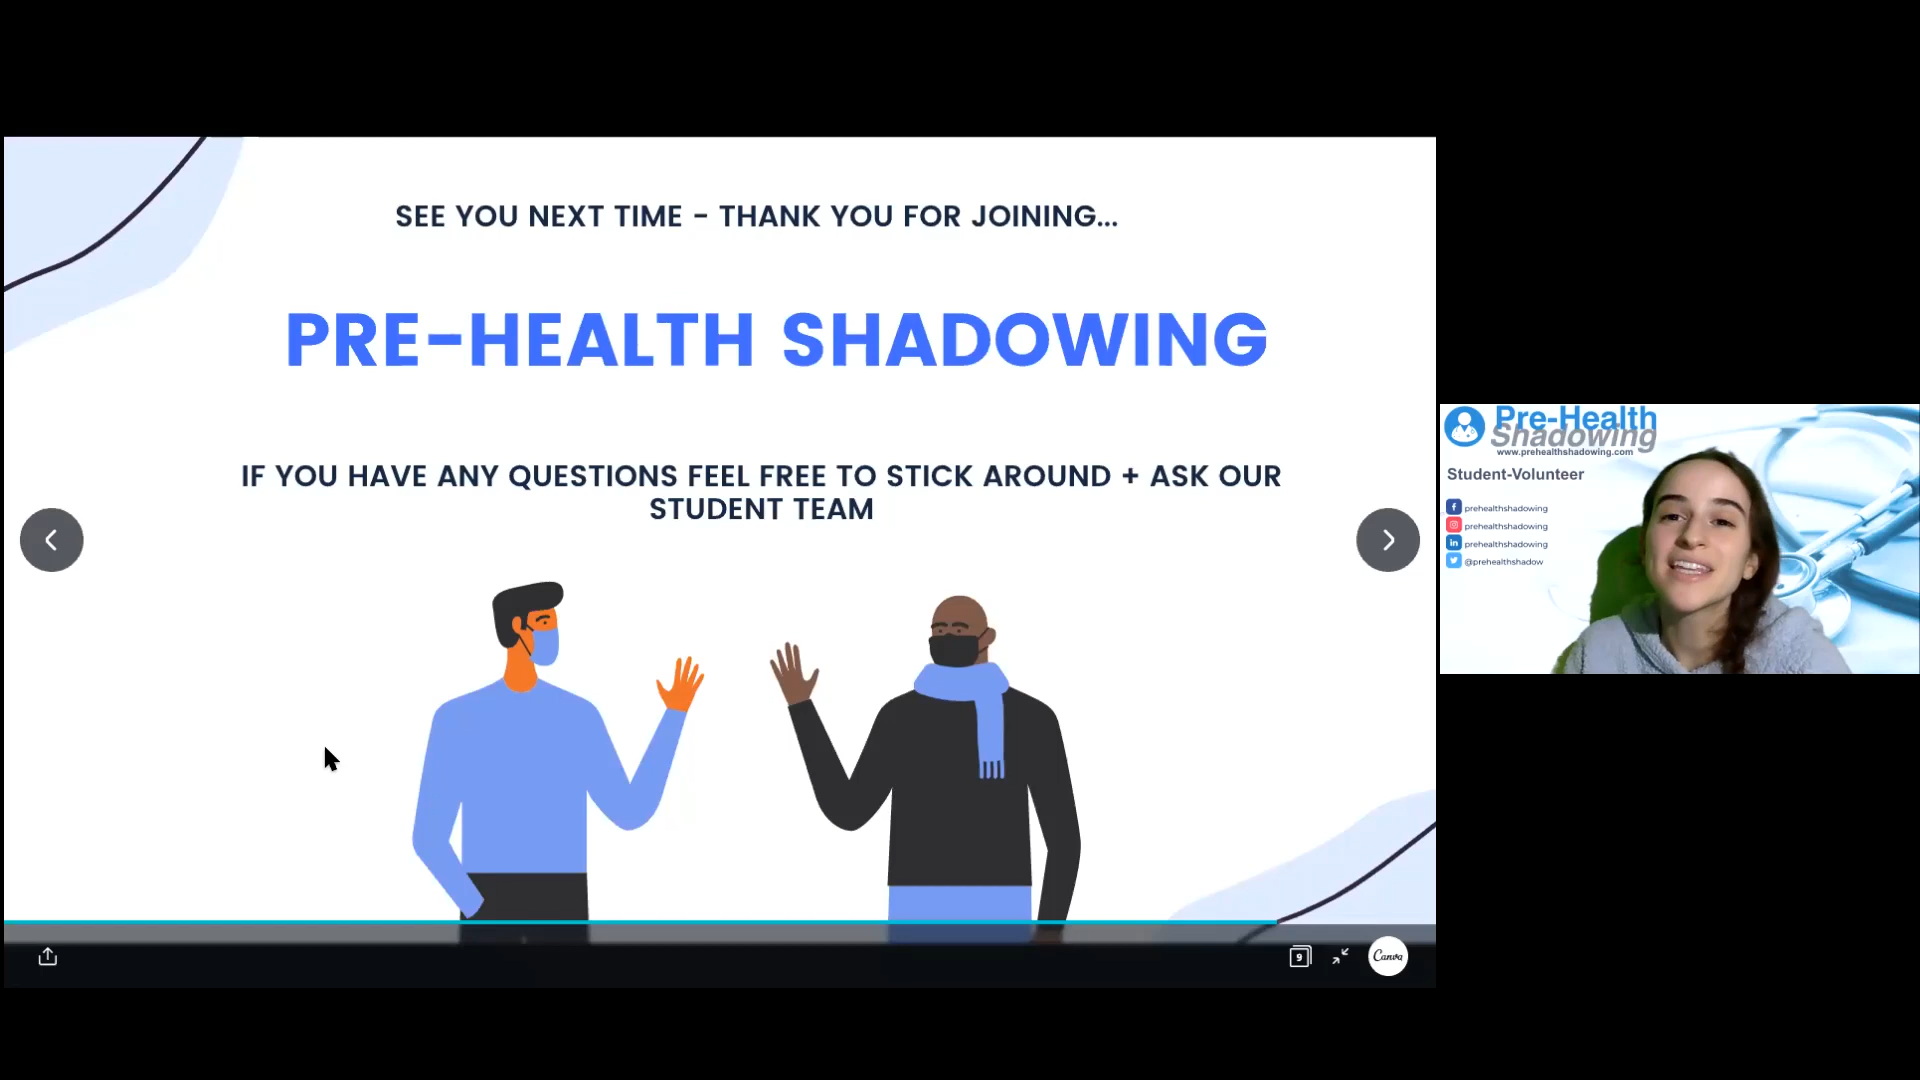 SEE YOU NEXT TIME - THANK YOU FOR JOINING...
PRE-HEALTH SHADOWING
IF YOU HAVE ANY QUESTIONS FEEL FREE TO STICK AROUND + ASK OUR
STUDENT TEAM
9
Canva
Pre-Health
Shadowing
www.prehealthshadowing.com
Student-Volunteer
f prehealthshadowing
prehealthshadowing
in prehealthshadowing
@prehealthshadow